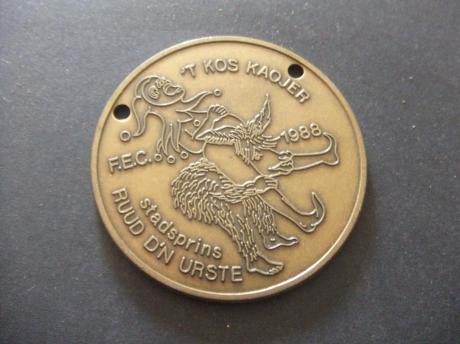 'T KOS KAOJER
1988
F.E.C.
stadsprins
RUUD D'N URSTE